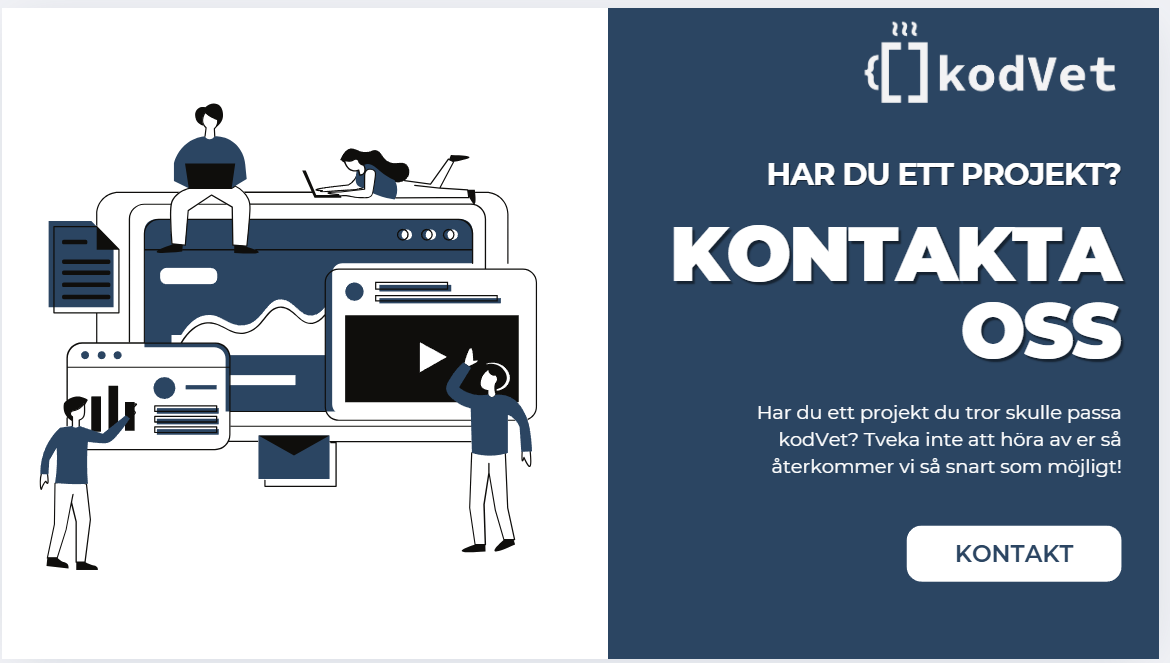 {[]kodVet
HAR DU ETT PROJEKT?
KONTAKTA
OSS
Har du ett projekt du tror skulle passa
kodVet? Tveka inte att höra av er så
återkommer vi så snart som möjligt!
KONTAKT